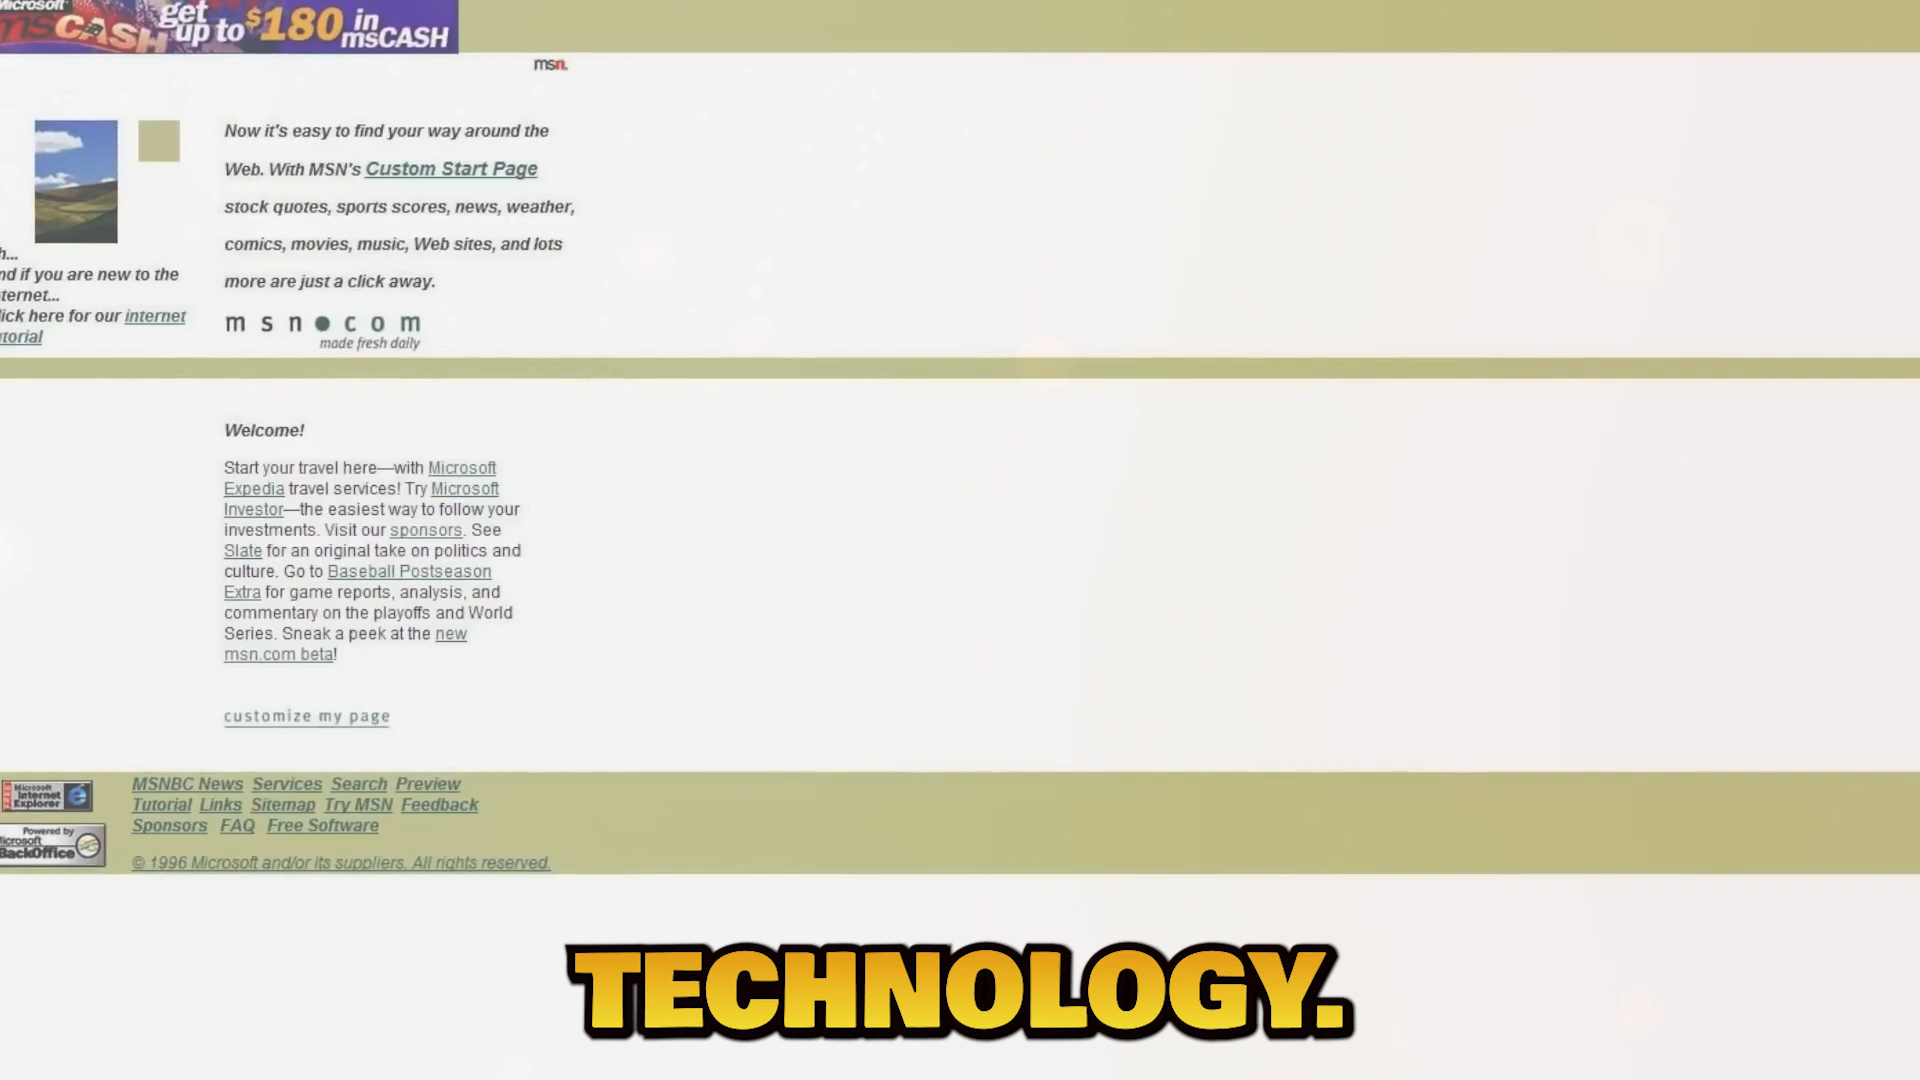 Microsoft
msCASH
get
up to $180 in
msCASH
msn.
Now it's easy to find your way around the
Web. With MSN's Custom Start Page
stock quotes, sports scores, news, weather,
comics, movies, music, Web sites, and lots
more are just a click away.
h...
nd if you are new to the
ternet...
lick here for our internet
torial
msn●com
made fresh daily
Welcome!
Start your travel here—with Microsoft
Expedia travel services! Try Microsoft
Investor—the easiest way to follow your
investments. Visit our sponsors. See
Slate for an original take on politics and
culture. Go to Baseball Postseason
Extra for game reports, analysis, and
commentary on the playoffs and World
Series. Sneak a peek at the new
msn.com beta!
customize my page
Microsoft
Internet
Explorer
Powered by
Microsoft
BackOffice
MSNBC News Services Search Preview
Tutorial Links Sitemap Try MSN Feedback
Sponsors FAQ Free Software
© 1996 Microsoft and/or its suppliers. All rights reserved.
TECHNOLOGY.